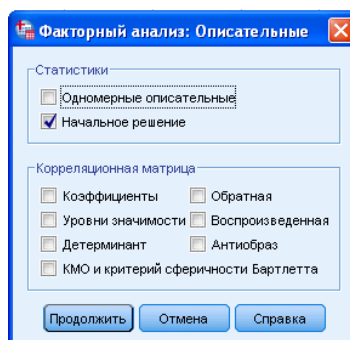 Факторный анализ: Описательные
Статистики
Одномерные описательные
Начальное решение
Корреляционная матрица
Коэффициенты Обратная
Уровни значимости Воспроизведенная
Детерминант Антиобраз
КМО и критерий сферичности Бартлетта
Продолжить Отмена Справка